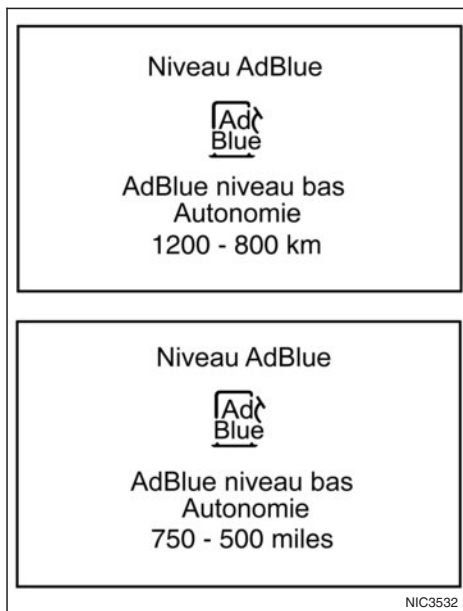 Niveau AdBlue
Ad
Blue
AdBlue niveau bas
Autonomie
1200 - 800 km
Niveau AdBlue
Ad
Blue
AdBlue niveau bas
Autonomie
750 - 500 miles
NIC3532